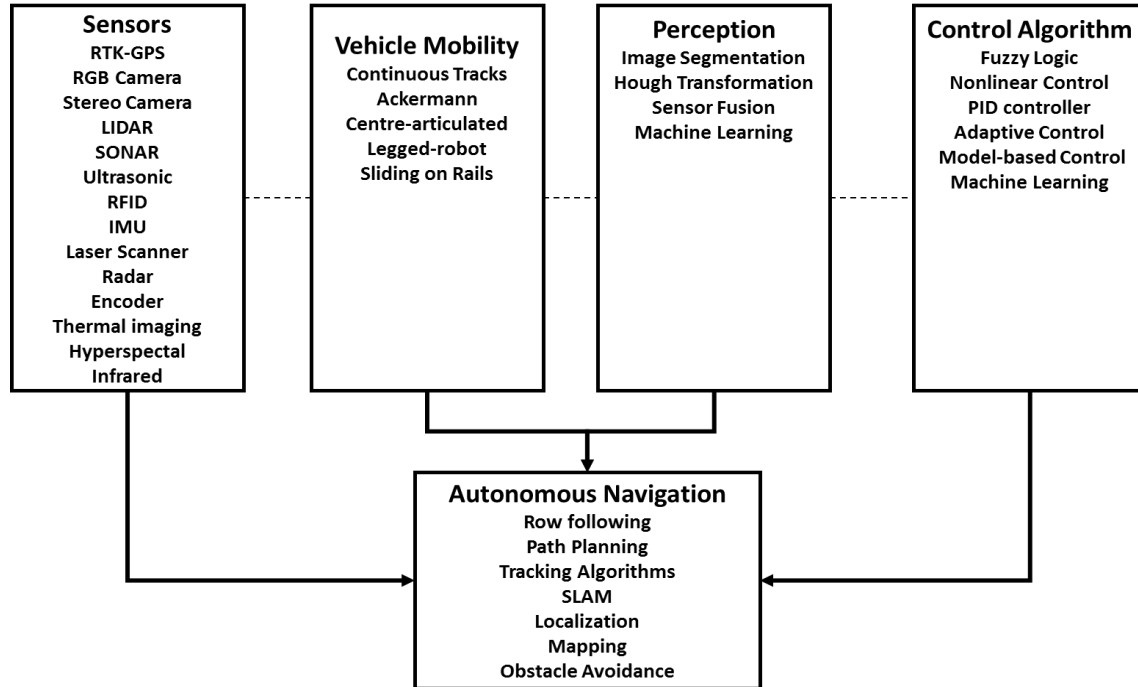 Sensors
RTK-GPS
RGB Camera
Stereo Camera
LIDAR
SONAR
Ultrasonic
RFID
IMU
Laser Scanner
Radar
Encoder
Thermal imaging
Hyperspectal
Infrared
Vehicle Mobility
Continuous Tracks
Ackermann
Centre-articulated
Legged-robot
Sliding on Rails
Perception
Image Segmentation
Hough Transformation
Sensor Fusion
Machine Learning
Control Algorithm
Fuzzy Logic
Nonlinear Control
PID controller
Adaptive Control
Model-based Control
Machine Learning
Autonomous Navigation
Row following
Path Planning
Tracking Algorithms
SLAM
Localization
Mapping
Obstacle Avoidance